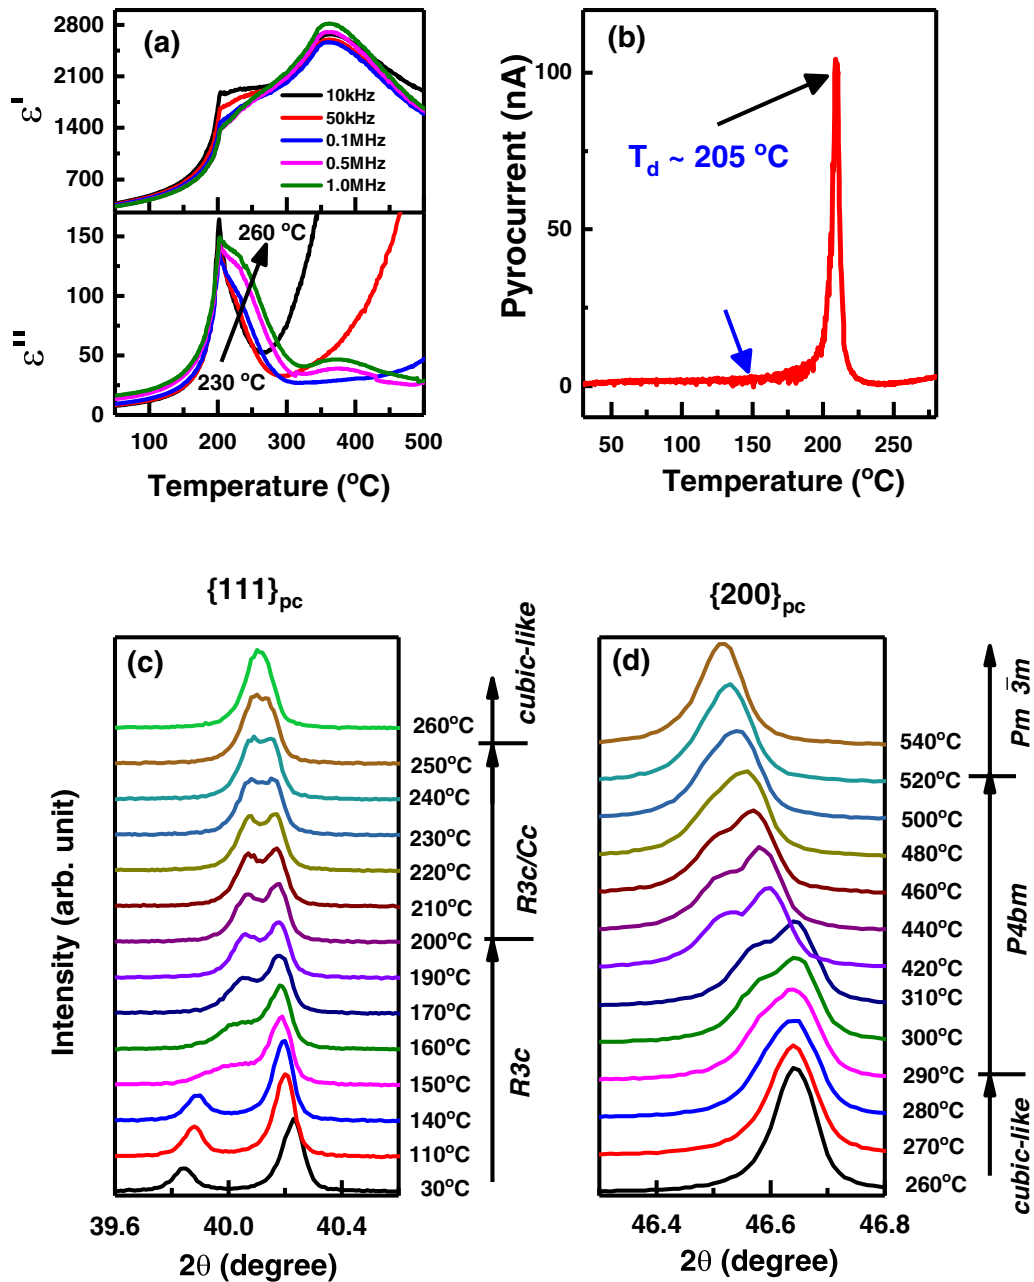 (a)
2800
2100
1400
700
ε'
10kHz
50kHz
0.1MHz
0.5MHz
1.0MHz
150
100
50
0
ε''
260 °C
230 °C
100 200 300 400 500
Temperature (°C)
(b)
100
50
0
Pyrocurrent (nA)
T_d ~ 205 °C
50 100 150 200 250
Temperature (°C)
{111}pc
(c)
260°C
250°C
240°C
230°C
220°C
210°C
200°C
190°C
170°C
160°C
150°C
140°C
110°C
30°C
cubic-like
R3c/Cc
R3c
Intensity (arb. unit)
39.6 40.0 40.4
2θ (degree)
{200}pc
(d)
540°C
520°C
500°C
480°C
460°C
440°C
420°C
310°C
300°C
290°C
280°C
270°C
260°C
Pm 3̄m
P4bm
cubic-like
46.4 46.6 46.8
2θ (degree)